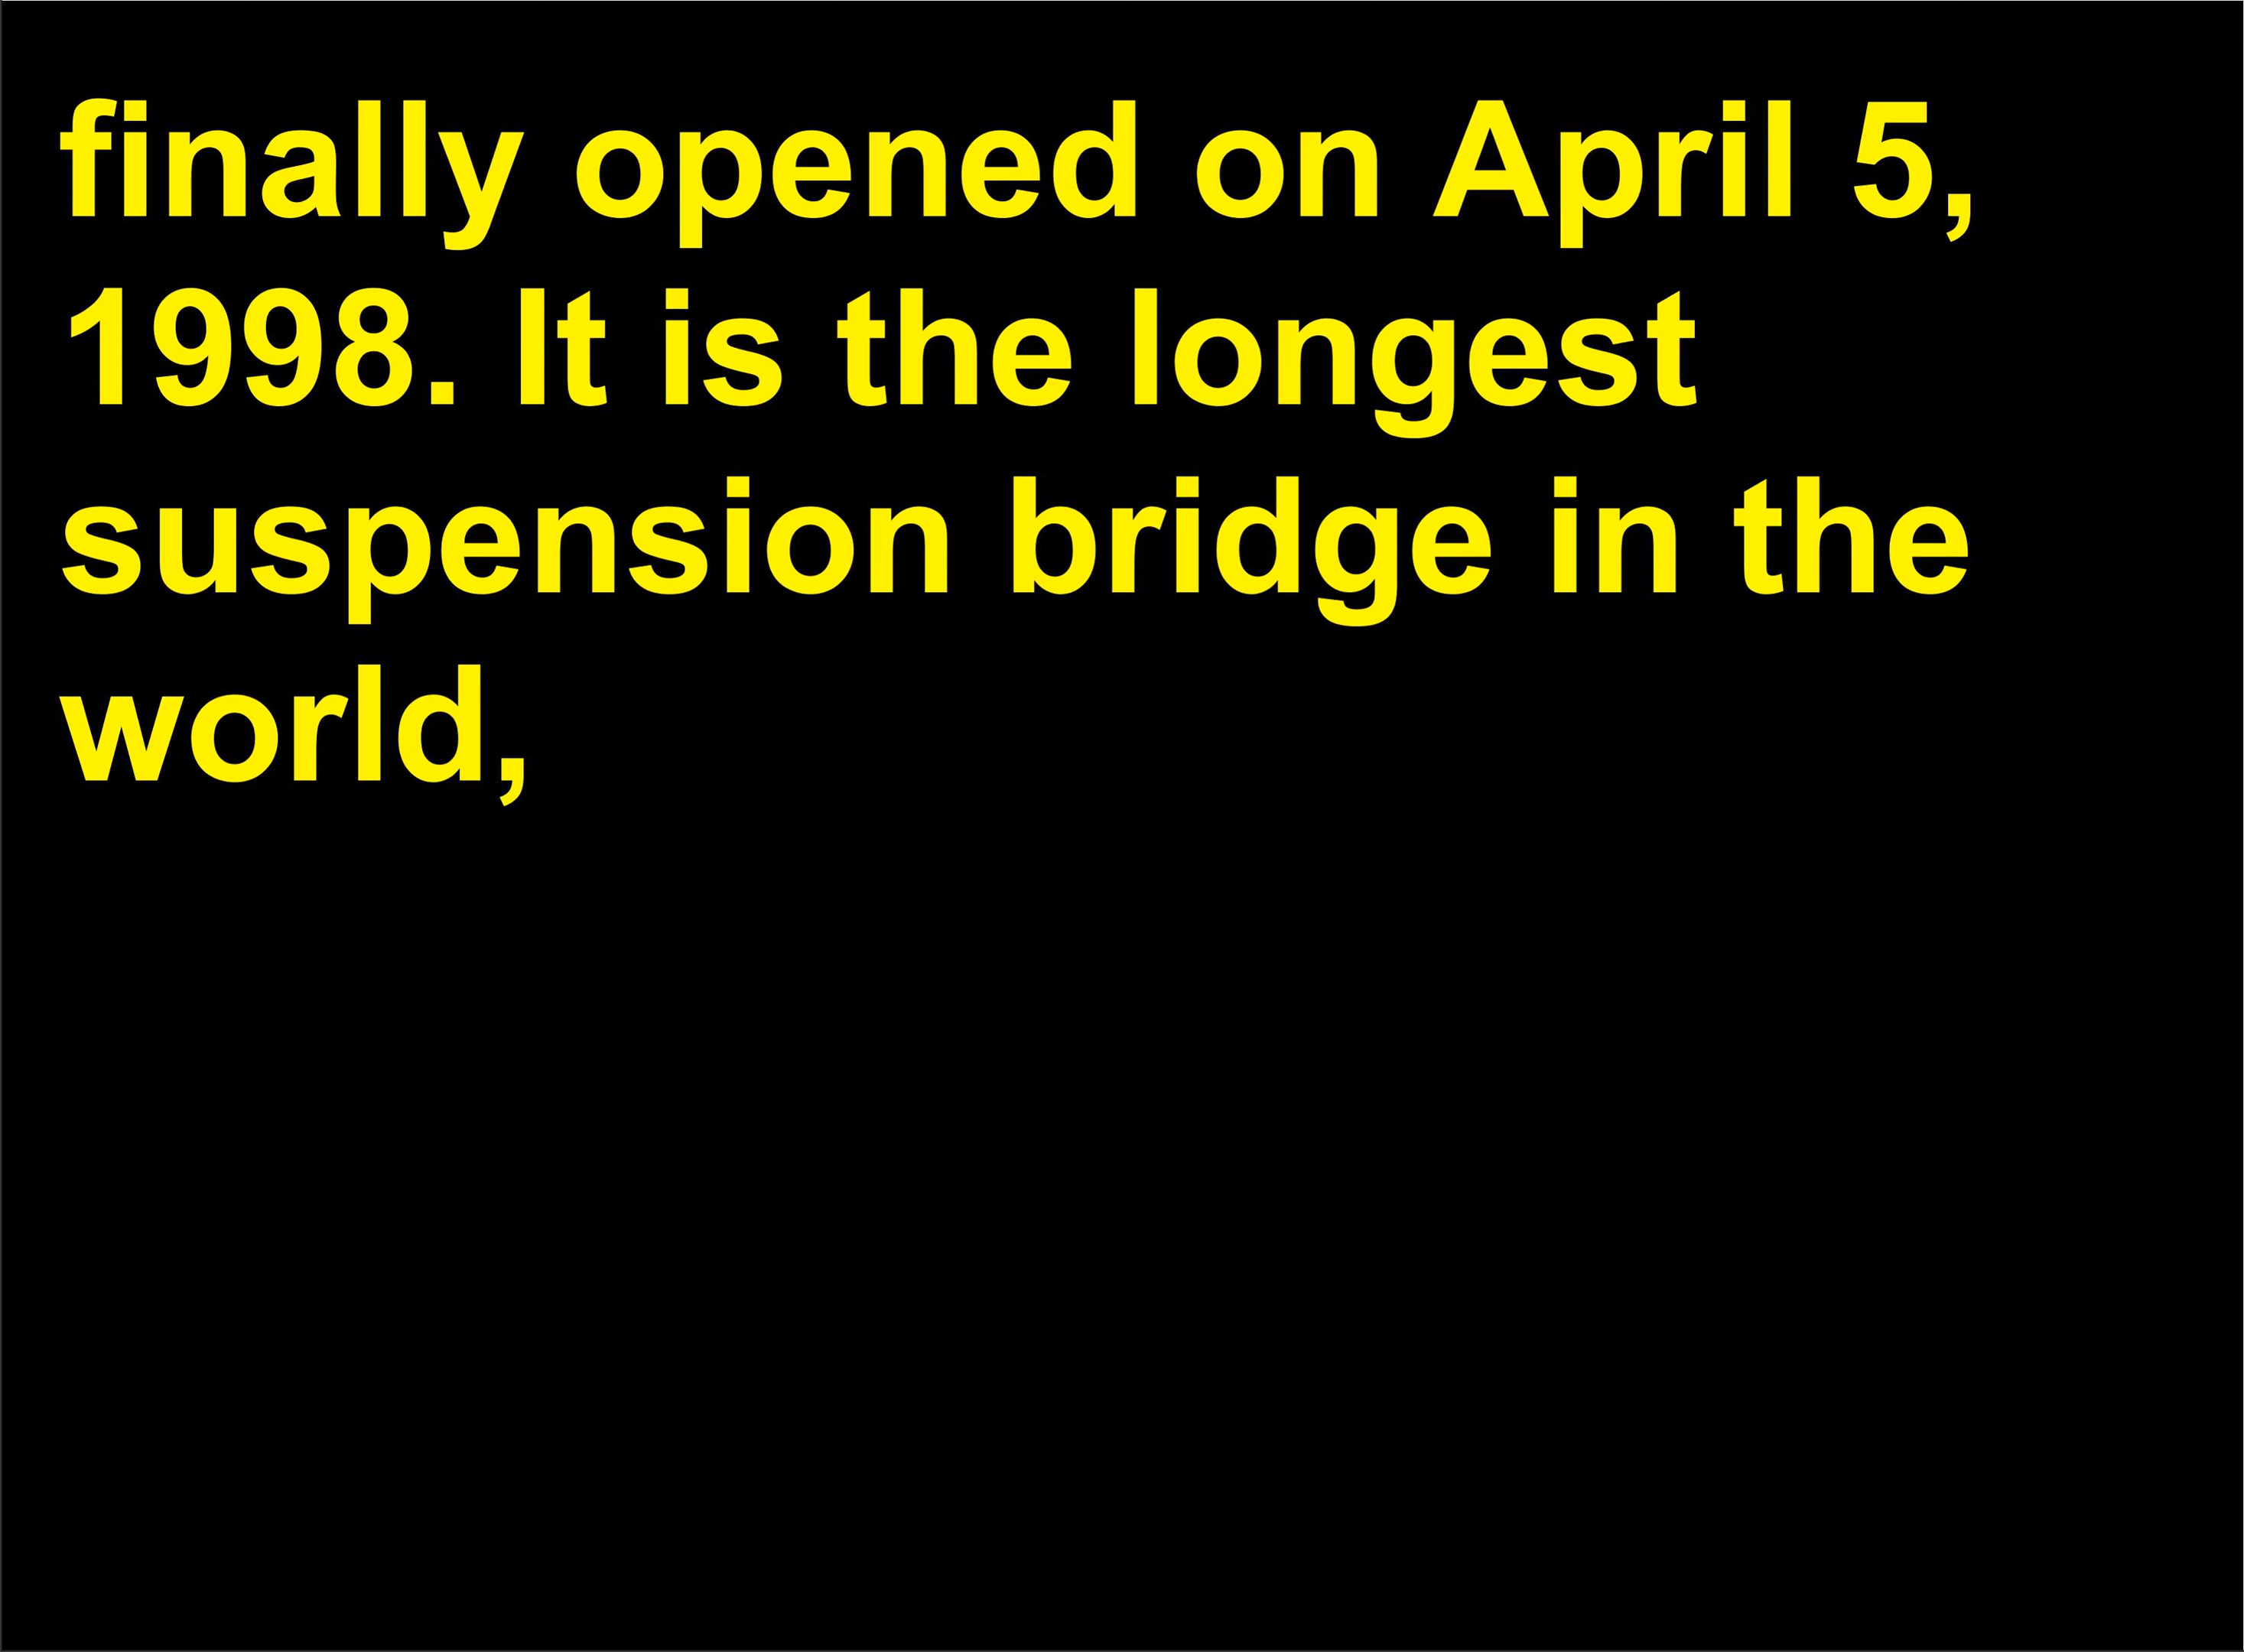 finally opened on April 5,
1998. It is the longest
suspension bridge in the
world,